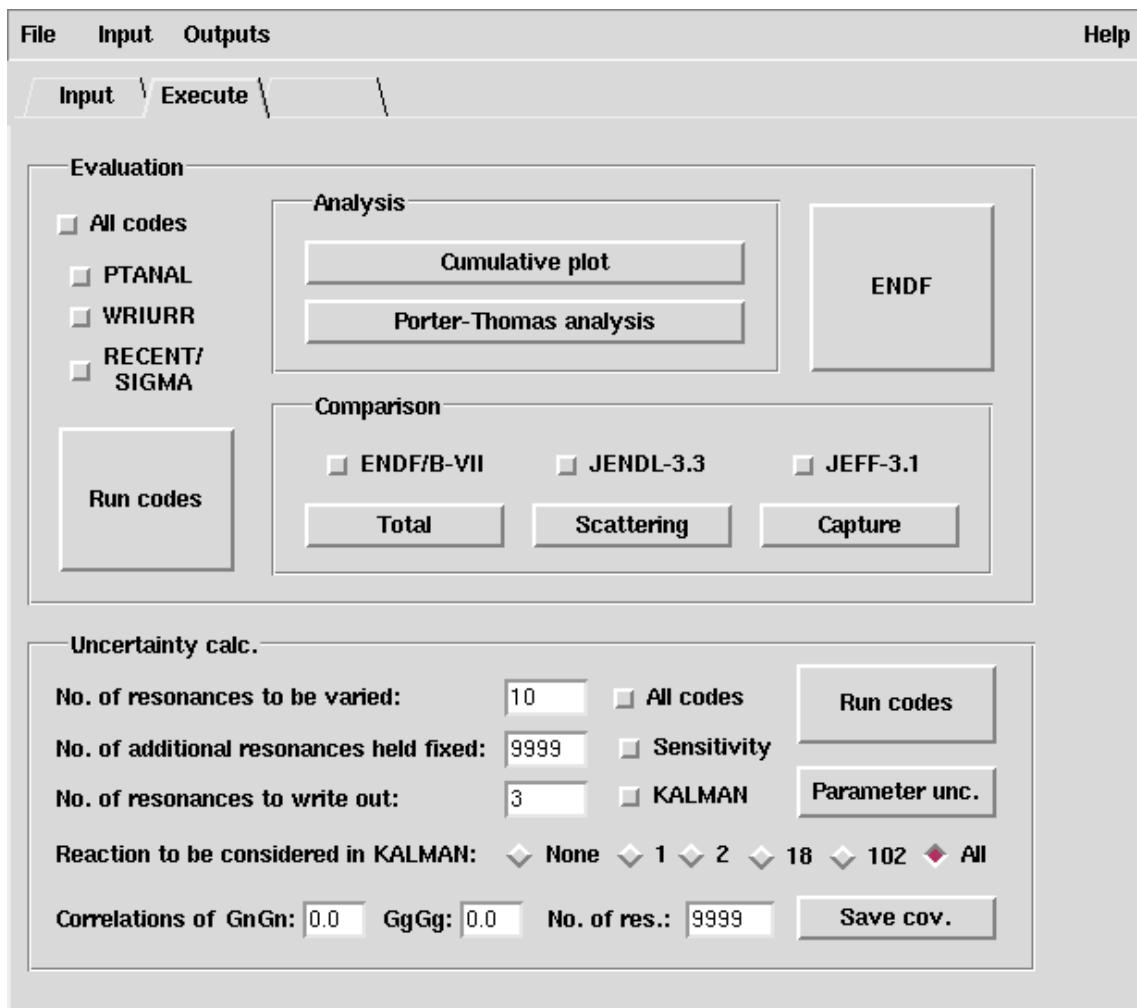 File Input Outputs Help
Input Execute
Evaluation
All codes
PTANAL
WRIURR
RECENT/
SIGMA
Run codes
Analysis
Cumulative plot
Porter-Thomas analysis
ENDF
Comparison
ENDF/B-VII JENDL-3.3 JEFF-3.1
Total Scattering Capture
Uncertainty calc.
No. of resonances to be varied: 10 All codes Run codes
No. of additional resonances held fixed: 9999 Sensitivity
No. of resonances to write out: 3 KALMAN Parameter unc.
Reaction to be considered in KALMAN: None 1 2 18 102 All
Correlations of GnGn: 0.0 GgGg: 0.0 No. of res.: 9999 Save cov.